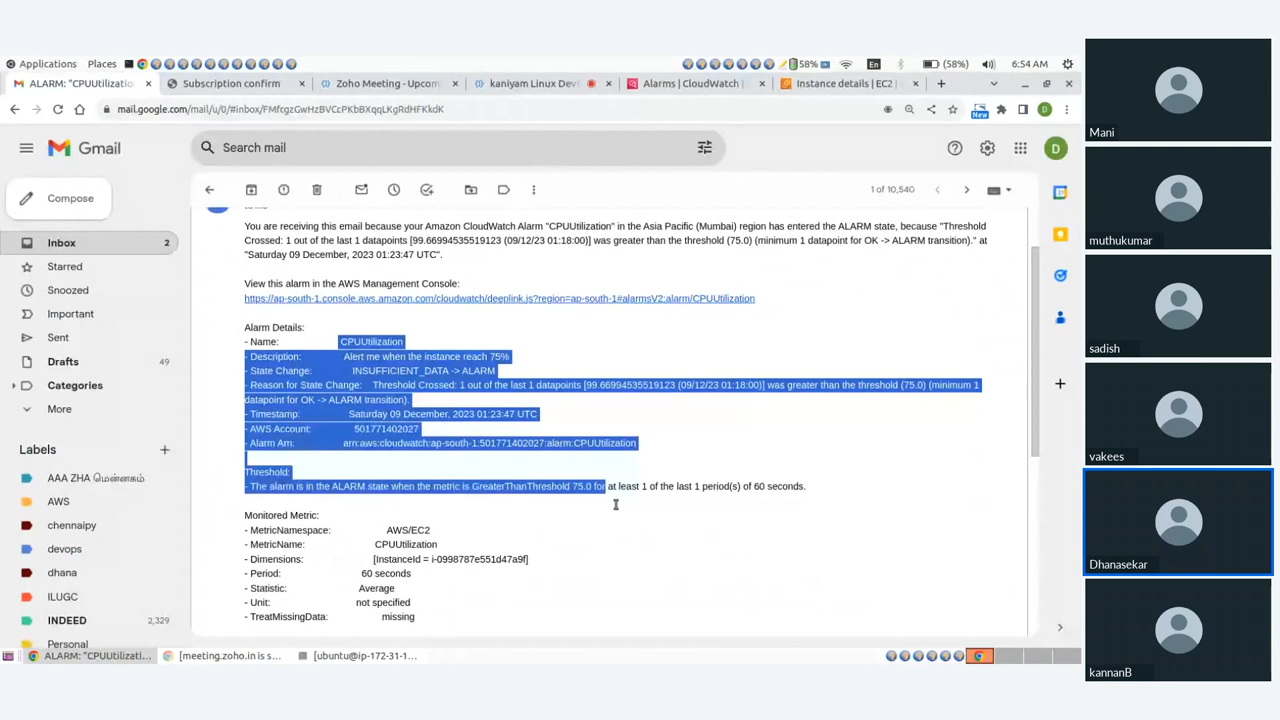 Applications Places 58% En (58%) 6:54 AM
ALARM: "CPUUtilizatio Subscription confirm Zoho Meeting - Upcom kaniyam Linux Dev Alarms | CloudWatch | Instance details | EC2 |
mail.google.com/mail/u/0/#inbox/FMfcgzGwHzBVCcPKbBXqqLKgRdHFKkdK New D
Gmail Search mail D
Compose 1 of 10,540
to me
Inbox 2
Starred
Snoozed
Important
Sent
Drafts 49
Categories
More
Labels
AAA ZHA மென்னகம்
AWS
chennaipy
devops
dhana
ILUGC
INDEED 2,329
Personal
You are receiving this email because your Amazon CloudWatch Alarm "CPUUtilization" in the Asia Pacific (Mumbai) region has entered the ALARM state, because "Threshold
Crossed: 1 out of the last 1 datapoints [99.66994535519123 (09/12/23 01:18:00)] was greater than the threshold (75.0) (minimum 1 datapoint for OK -> ALARM transition)." at
"Saturday 09 December, 2023 01:23:47 UTC".
View this alarm in the AWS Management Console:
https://ap-south-1.console.aws.amazon.com/cloudwatch/deeplink.js?region=ap-south-1#alarmsV2:alarm/CPUUtilization
Alarm Details:
- Name: CPUUtilization
- Description: Alert me when the instance reach 75%
- State Change: INSUFFICIENT_DATA -> ALARM
- Reason for State Change: Threshold Crossed: 1 out of the last 1 datapoints [99.66994535519123 (09/12/23 01:18:00)] was greater than the threshold (75.0) (minimum 1
datapoint for OK -> ALARM transition).
- Timestamp: Saturday 09 December, 2023 01:23:47 UTC
- AWS Account: 501771402027
- Alarm Arn: arn:aws:cloudwatch:ap-south-1:501771402027:alarm:CPUUtilization
Threshold:
- The alarm is in the ALARM state when the metric is GreaterThanThreshold 75.0 for at least 1 of the last 1 period(s) of 60 seconds.
Monitored Metric:
- MetricNamespace: AWS/EC2
- MetricName: CPUUtilization
- Dimensions: [InstanceId = i-0998787e551d47a9f]
- Period: 60 seconds
- Statistic: Average
- Unit: not specified
- TreatMissingData: missing
ALARM: "CPUUtilizati... [meeting.zoho.in is s... [ubuntu@ip-172-31-1...
Mani
muthukumar
sadish
vakees
Dhanasekar
kannanB